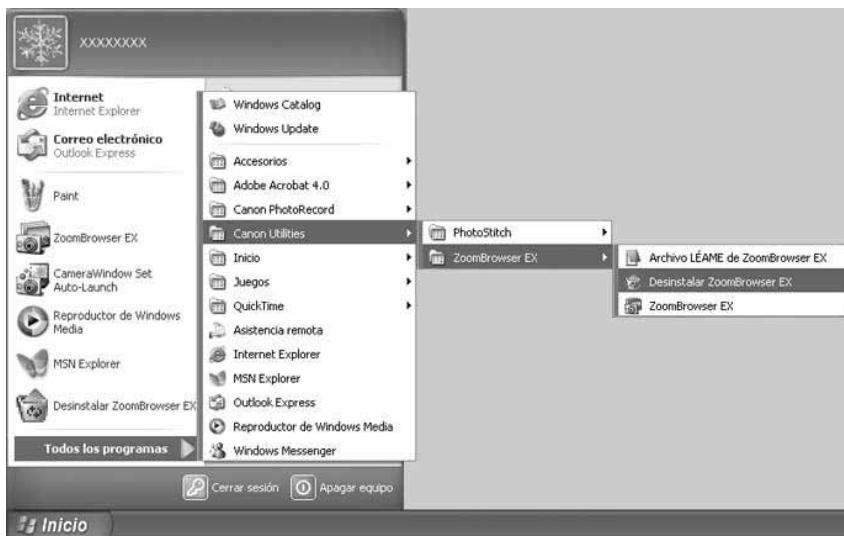 XXXXXXXX
Internet
Internet Explorer
Correo electrónico
Outlook Express
Paint
ZoomBrowser EX
CameraWindow Set
Auto-Launch
Reproductor de Windows
Media
MSN Explorer
Desinstalar ZoomBrowser EX
Todos los programas
Windows Catalog
Windows Update
Accesorios
Adobe Acrobat 4.0
Canon PhotoRecord
Canon Utilities
Inicio
Juegos
QuickTime
Asistencia remota
Internet Explorer
MSN Explorer
Outlook Express
Reproductor de Windows Media
Windows Messenger
PhotoStitch
ZoomBrowser EX
Archivo LÉAME de ZoomBrowser EX
Desinstalar ZoomBrowser EX
ZoomBrowser EX
Cerrar sesión
Apagar equipo
Inicio